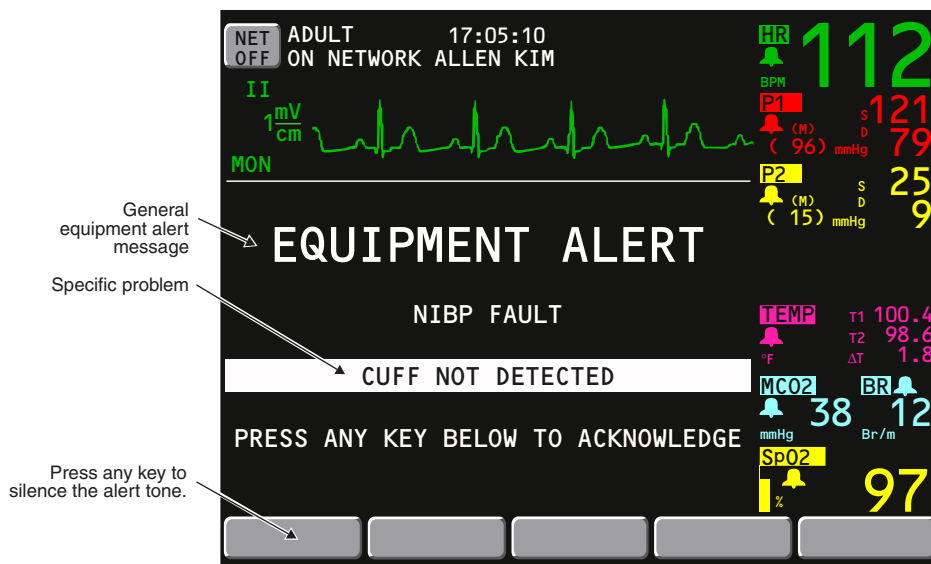 NET OFF
ADULT 17:05:10
ON NETWORK ALLEN KIM
II
1 mV/cm
MON
HR 112
BPM
P1
S 121
(M) D 79
( 96) mmHg
P2
S 25
(M) D 9
( 15) mmHg
General
equipment alert
message
EQUIPMENT ALERT
Specific problem
NIBP FAULT
CUFF NOT DETECTED
PRESS ANY KEY BELOW TO ACKNOWLEDGE
TEMP T1 100.4
T2 98.6
°F ΔT 1.8
MCO2 BR
38 12
mmHg Br/m
SpO2
% 97
Press any key to
silence the alert tone.